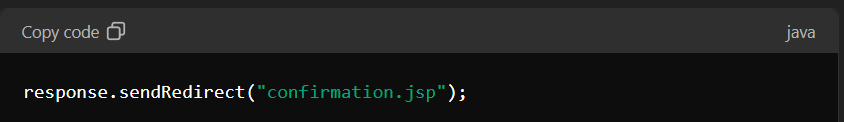 Copy code
java
response.sendRedirect("confirmation.jsp");